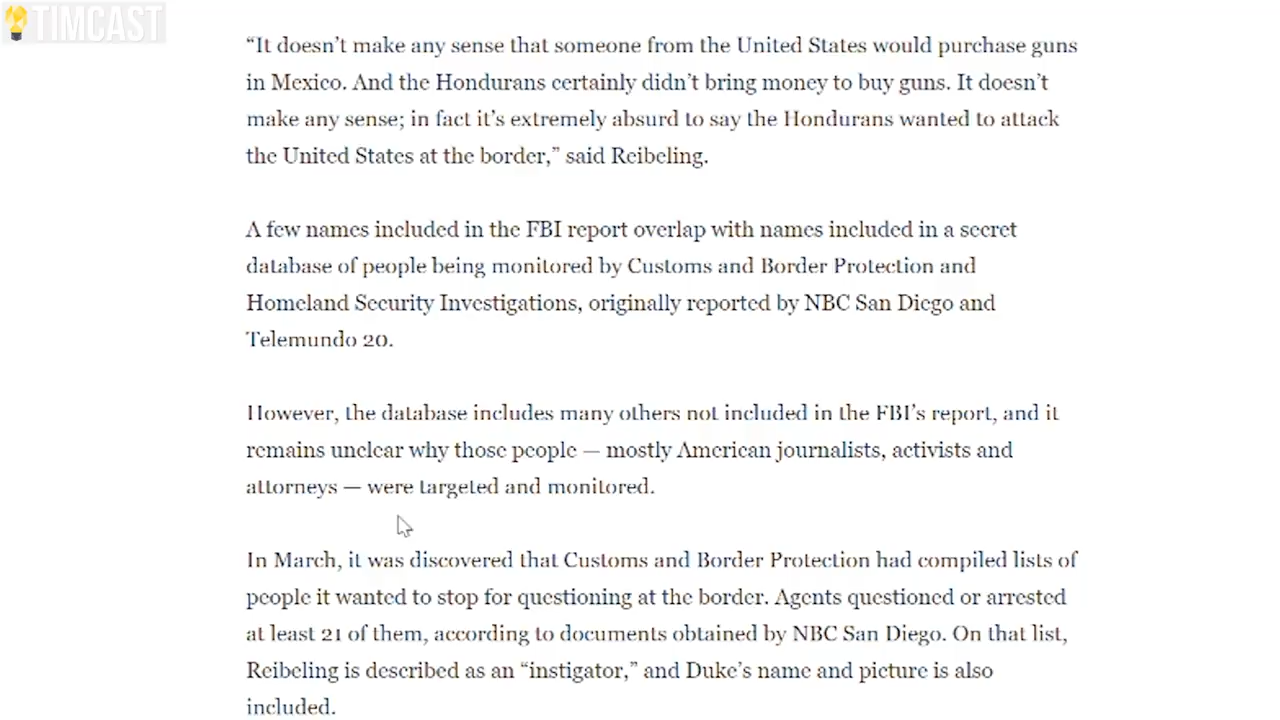 TIMCAST
“It doesn’t make any sense that someone from the United States would purchase guns
in Mexico. And the Hondurans certainly didn’t bring money to buy guns. It doesn’t
make any sense; in fact it’s extremely absurd to say the Hondurans wanted to attack
the United States at the border,” said Reibeling.
A few names included in the FBI report overlap with names included in a secret
database of people being monitored by Customs and Border Protection and
Homeland Security Investigations, originally reported by NBC San Diego and
Telemundo 20.
However, the database includes many others not included in the FBI’s report, and it
remains unclear why those people — mostly American journalists, activists and
attorneys — were targeted and monitored.
In March, it was discovered that Customs and Border Protection had compiled lists of
people it wanted to stop for questioning at the border. Agents questioned or arrested
at least 21 of them, according to documents obtained by NBC San Diego. On that list,
Reibeling is described as an “instigator,” and Duke’s name and picture is also
included.